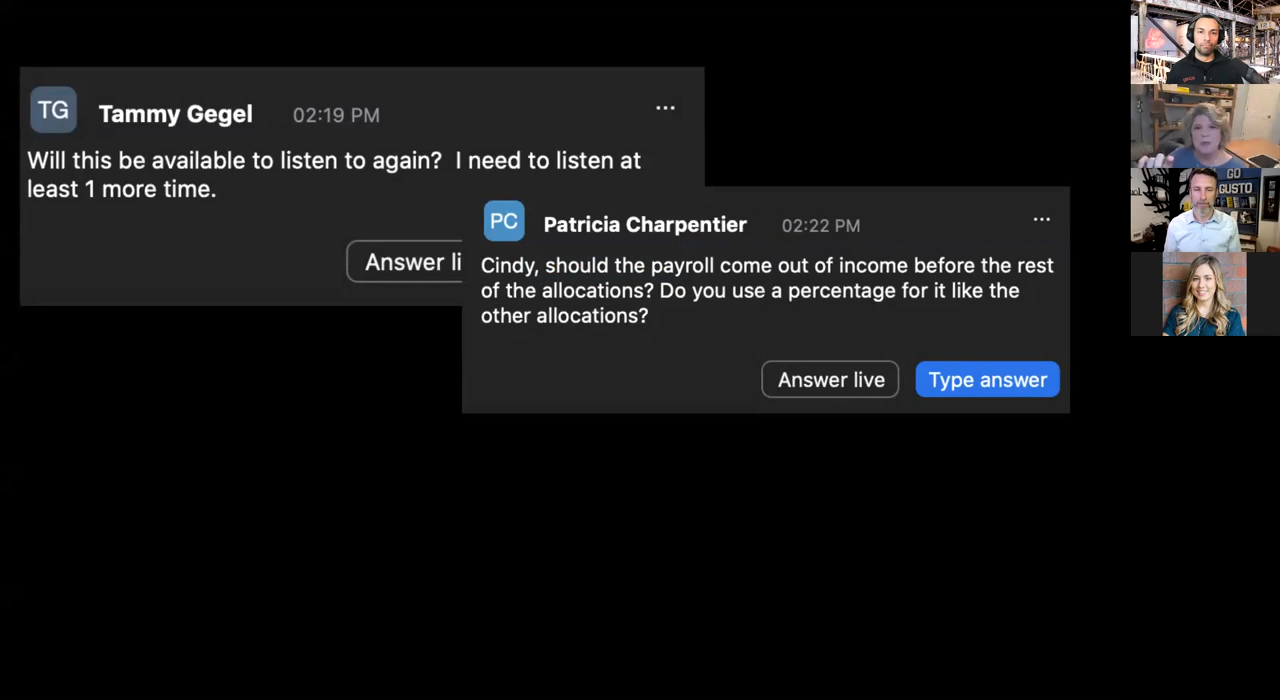 TG
Tammy Gegel 02:19 PM ...
Will this be available to listen to again? I need to listen at
least 1 more time.
Answer li
PC
Patricia Charpentier 02:22 PM ...
Cindy, should the payroll come out of income before the rest
of the allocations? Do you use a percentage for it like the
other allocations?
Answer live
Type answer
GO
GUSTO